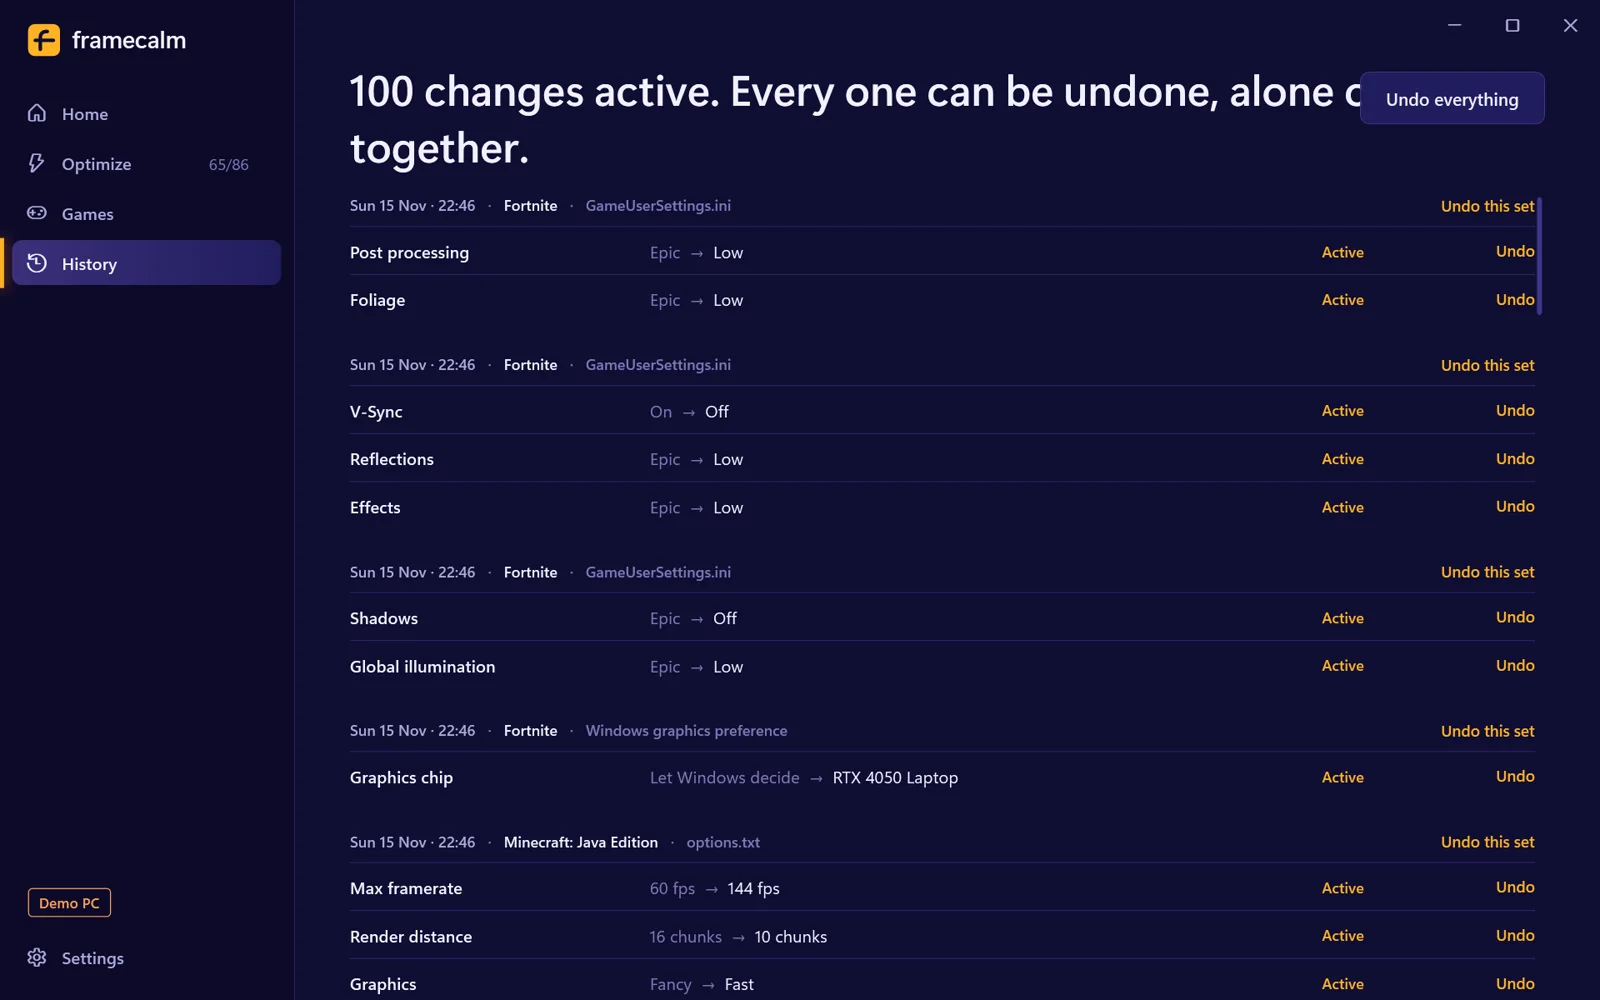 framecalm
Home
Optimize 65/86
Games
History
Demo PC
Settings
100 changes active. Every one can be undone, alone
together.
Undo everything
Sun 15 Nov · 22:46 · Fortnite · GameUserSettings.ini Undo this set
Post processing Epic → Low Active Undo
Foliage Epic → Low Active Undo
Sun 15 Nov · 22:46 · Fortnite · GameUserSettings.ini Undo this set
V-Sync On → Off Active Undo
Reflections Epic → Low Active Undo
Effects Epic → Low Active Undo
Sun 15 Nov · 22:46 · Fortnite · GameUserSettings.ini Undo this set
Shadows Epic → Off Active Undo
Global illumination Epic → Low Active Undo
Sun 15 Nov · 22:46 · Fortnite · Windows graphics preference Undo this set
Graphics chip Let Windows decide → RTX 4050 Laptop Active Undo
Sun 15 Nov · 22:46 · Minecraft: Java Edition · options.txt Undo this set
Max framerate 60 fps → 144 fps Active Undo
Render distance 16 chunks → 10 chunks Active Undo
Graphics Fancy → Fast Active Undo